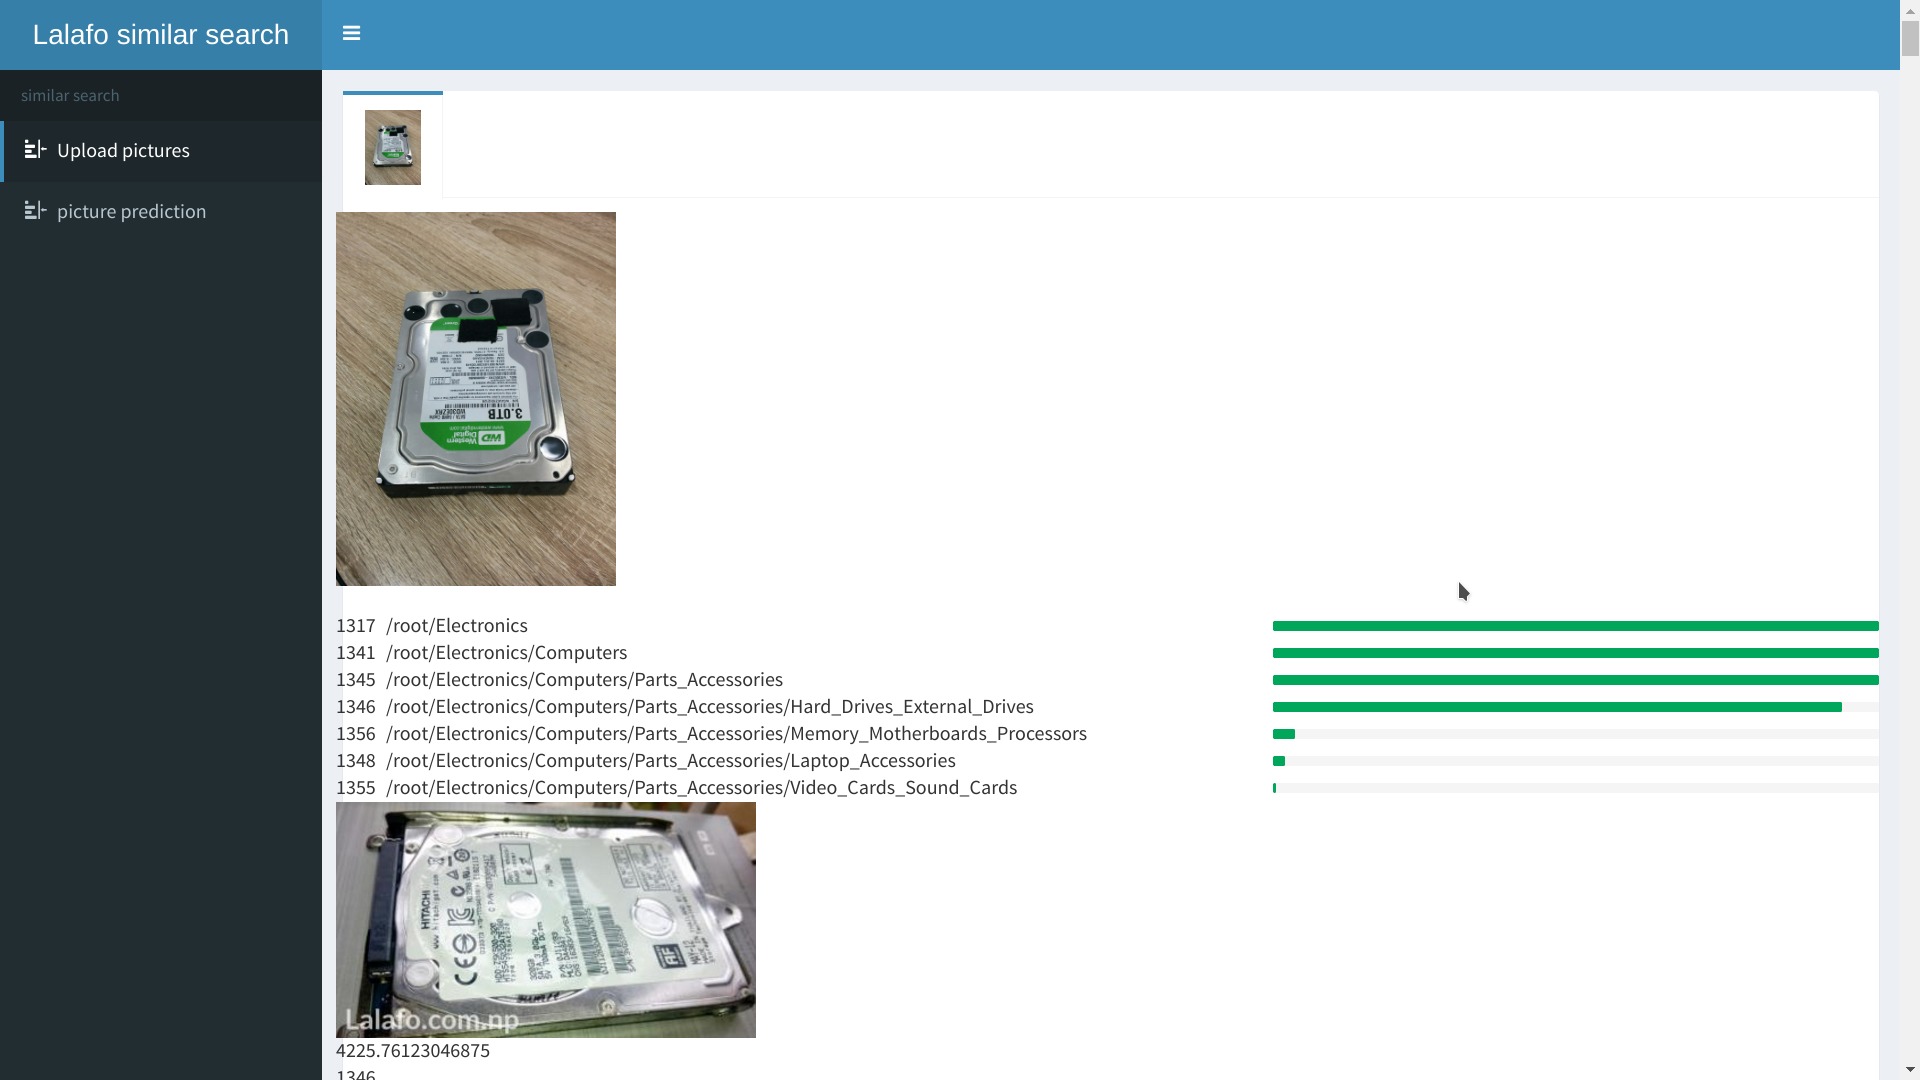 Lalafo similar search
similar search
Upload pictures
picture prediction
3.0TB
WD30EZRX
Western
Digital
WD
1317 /root/Electronics
1341 /root/Electronics/Computers
1345 /root/Electronics/Computers/Parts_Accessories
1346 /root/Electronics/Computers/Parts_Accessories/Hard_Drives_External_Drives
1356 /root/Electronics/Computers/Parts_Accessories/Memory_Motherboards_Processors
1348 /root/Electronics/Computers/Parts_Accessories/Laptop_Accessories
1355 /root/Electronics/Computers/Parts_Accessories/Video_Cards_Sound_Cards
HITACHI
Lalafo.com.np
4225.76123046875
1346